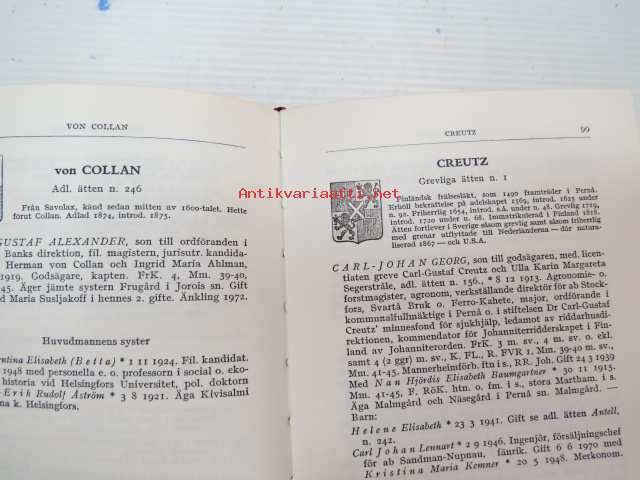 VON COLLAN
von COLLAN
Adl. ätten n. 246
Från Savolax, känd sedan mitten av 1600-talet. Hette
förut Collan. Adlad 1874, introd. 1875.
GUSTAF ALEXANDER, son till ordföranden i
Banks direktion, fil. magistern, jurisutr. kandida-
Herman von Collan och Ingrid Maria Ahlman,
1919. Godsägare, kapten. FrK. 4, Mm. 39-40,
45. Äger jämte systern Frugård i Jorois sn. Gift
d Maria Susljakoff i hennes 2. gifte. Änkling 1972.
Huvudmannens syster
entina Elisabeth (Betta) * 1 11 1924. Fil. kandidat.
1948 med personella e. o. professorn i social o. eko-
historia vid Helsingfors Universitet, pol. doktorn
-Erik Rudolf Åström * 3 8 1921. Äga Kivisalmi
na k. Helsingfors.
CREUTZ
99
CREUTZ
Grevliga ätten n. 1
Antikvariaatti.net
Finländsk frälsesläkt, som 1490 framträder i Pernå.
Erhöll bekräftelse på adelskapet 1569, introd. 1625,
n. 92. Friherrlig 1654, introd. s.å. under n. 48. Grevlig 1719,
introd. 1720 under n. 68. Immatrikulerad i Finland 1818.
Ätten fortlever i Sverige såsom grevlig samt såsom friherrlig
med grenar utflyttade till Nederländerna — där natura-
liserad 1867 — och U.S.A.
CARL-JOHAN GEORG, son till godsägaren, med. licen-
tiaten greve Carl-Gustaf Creutz och Ulla Karin Margareta
Segerstråle, adl. ätten n. 156., * 8 12 1913. Agronomie- o.
forstmagister, agronom, verkställande direktör för ab Stock-
fors, Svartå Bruk o. Ferro-Kahete, major, ordförande i
kommunalfullmäktige i Pernå o. i stiftelsen Dr Carl-Gustaf
Creutz' minnesfond för sjukhjälp, ledamot av riddarhusdi-
rektionen, kommendator för Johanniterridderskapet i Fin-
land av Johanniterorden. FrK. 3 m. sv., 4 m. sv. m. ekl.
samt 4 (2 ggr) m. sv., K. FL., R. FVR 1, Mm. 39-40 m. sv.
Mm. 41-45, Mannerheimförb. ftn i s., RR. Joh. Gift 24 3 1939
Med Nan Hjördis Elisabeth Baumgartner * 30 11 1915.
Mm. 41-45, F. RöK. htn. o. fm. i s., stora Martham. i s.
Äga Malmgård och Näsegård i Pernå sn. Malmgård. —
Barn:
Helene Elisabeth * 23 3 1941. Gift se adl. ätten Antell,
n. 242.
Carl Johan Lennart * 2 9 1946. Ingenjör, försäljningschef
för ab Sandman-Nupnau, fänrik. Gift 6 6 1970 med
Kristina Maria Kemner * 20 5 1948. Merkonom.